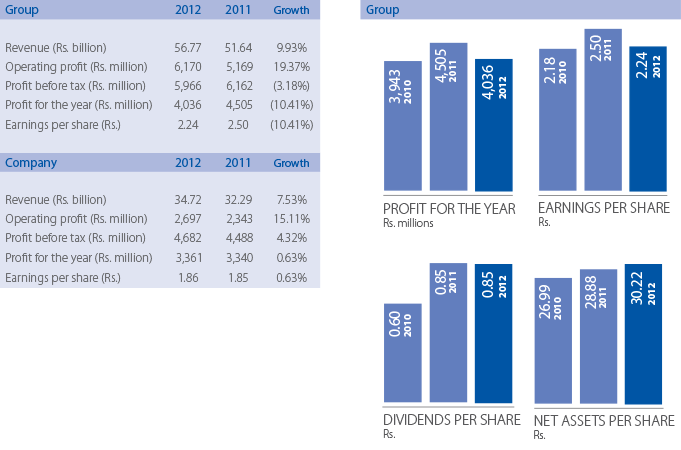 Group 2012 2011 Growth
Revenue (Rs. billion) 56.77 51.64 9.93%
Operating profit (Rs. million) 6,170 5,169 19.37%
Profit before tax (Rs. million) 5,966 6,162 (3.18%)
Profit for the year (Rs. million) 4,036 4,505 (10.41%)
Earnings per share (Rs.) 2.24 2.50 (10.41%)
Company 2012 2011 Growth
Revenue (Rs. billion) 34.72 32.29 7.53%
Operating profit (Rs. million) 2,697 2,343 15.11%
Profit before tax (Rs. million) 4,682 4,488 4.32%
Profit for the year (Rs. million) 3,361 3,340 0.63%
Earnings per share (Rs.) 1.86 1.85 0.63%
Group
3,943
2010
4,505
2011
4,036
2012
PROFIT FOR THE YEAR
Rs. millions
2.18
2010
2.50
2011
2.24
2012
EARNINGS PER SHARE
Rs.
0.60
2010
0.85
2011
0.85
2012
DIVIDENDS PER SHARE
Rs.
26.99
2010
28.88
2011
30.22
2012
NET ASSETS PER SHARE
Rs.